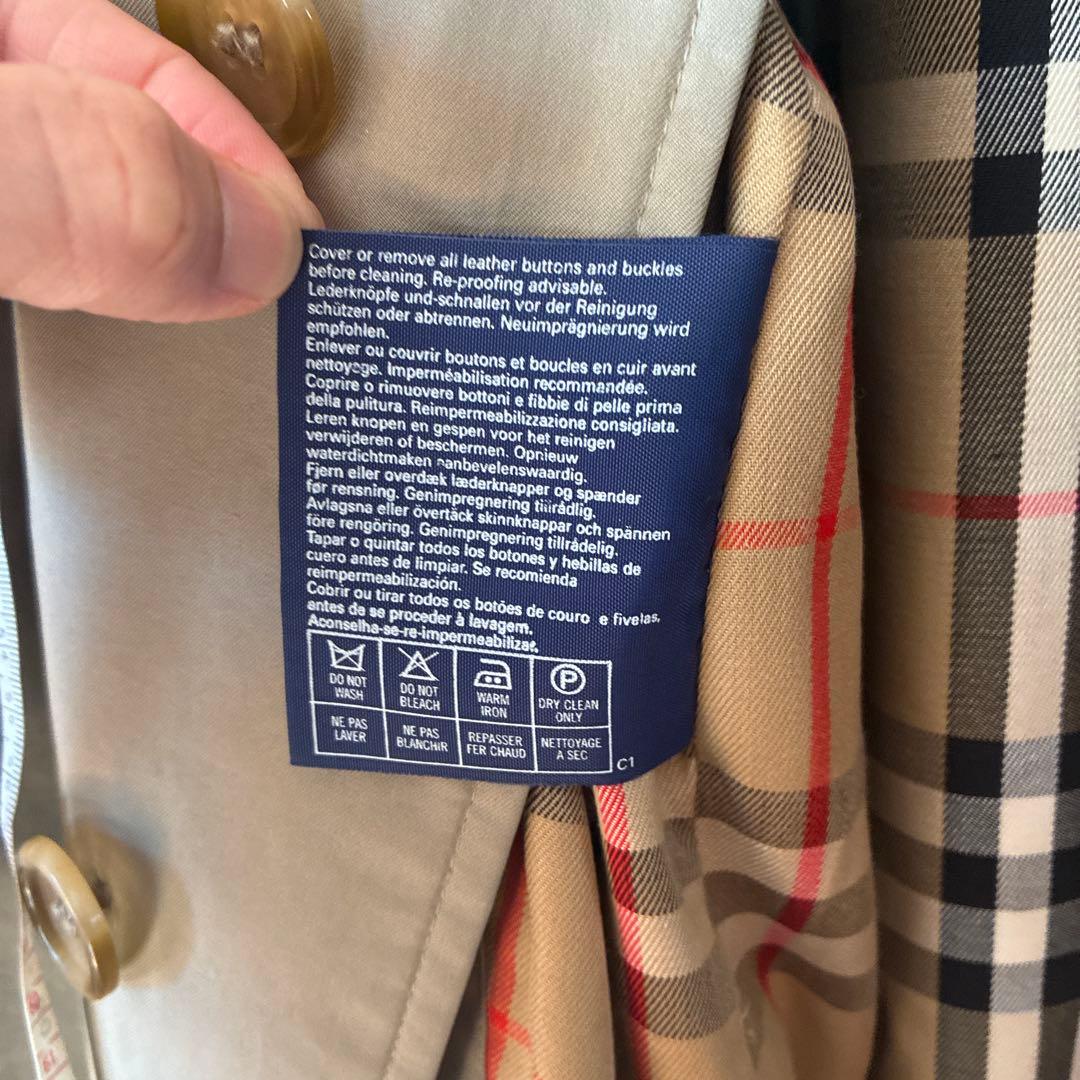 Cover or remove all leather buttons and buckles
before cleaning. Re-proofing advisable.
Lederknöpfe und-schnallen vor der Reinigung
schützen oder abtrennen. Neuimprägnierung wird
empfohlen.
Enlever ou couvrir boutons et boucles en cuir avant
nettoyage. Imperméabilisation recommandée.
Coprire o rimuovere bottoni e fibbie di pelle prima
della pulitura. Reimpermeabilizzazione consigliata.
Leren knopen en gespen voor het reinigen
verwijderen of beschermen. Opnieuw
waterdichtmaken aanbevelenswaardig.
Fjern eller overdæk læderknapper og spænder
før rensning. Genimpregnering tilrådlig.
Avlagsna eller övertäck skinnknappar och spännen
före rengöring. Genimpregnering tillrådelig.
Tapar o quintar todos los botones y hebillas de
cuero antes de limpiar. Se recomienda
reimpermeabilización.
Cobrir ou tirar todos os botões de couro e fivelas,
antes de se proceder à lavagem.
Aconselha-se-re-impermeabilizar.
DO NOT WASH
DO NOT BLEACH
WARM IRON
P
DRY CLEAN ONLY
NE PAS LAVER
NE PAS BLANCHIR
REPASSER FER CHAUD
NETTOYAGE A SEC
C1